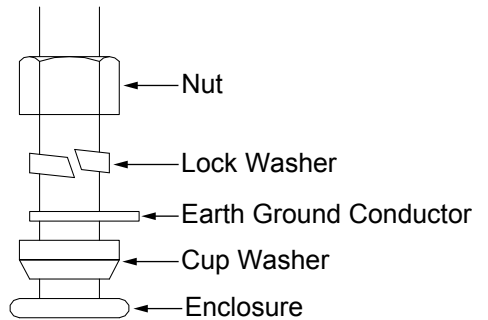 Nut
Lock Washer
Earth Ground Conductor
Cup Washer
Enclosure